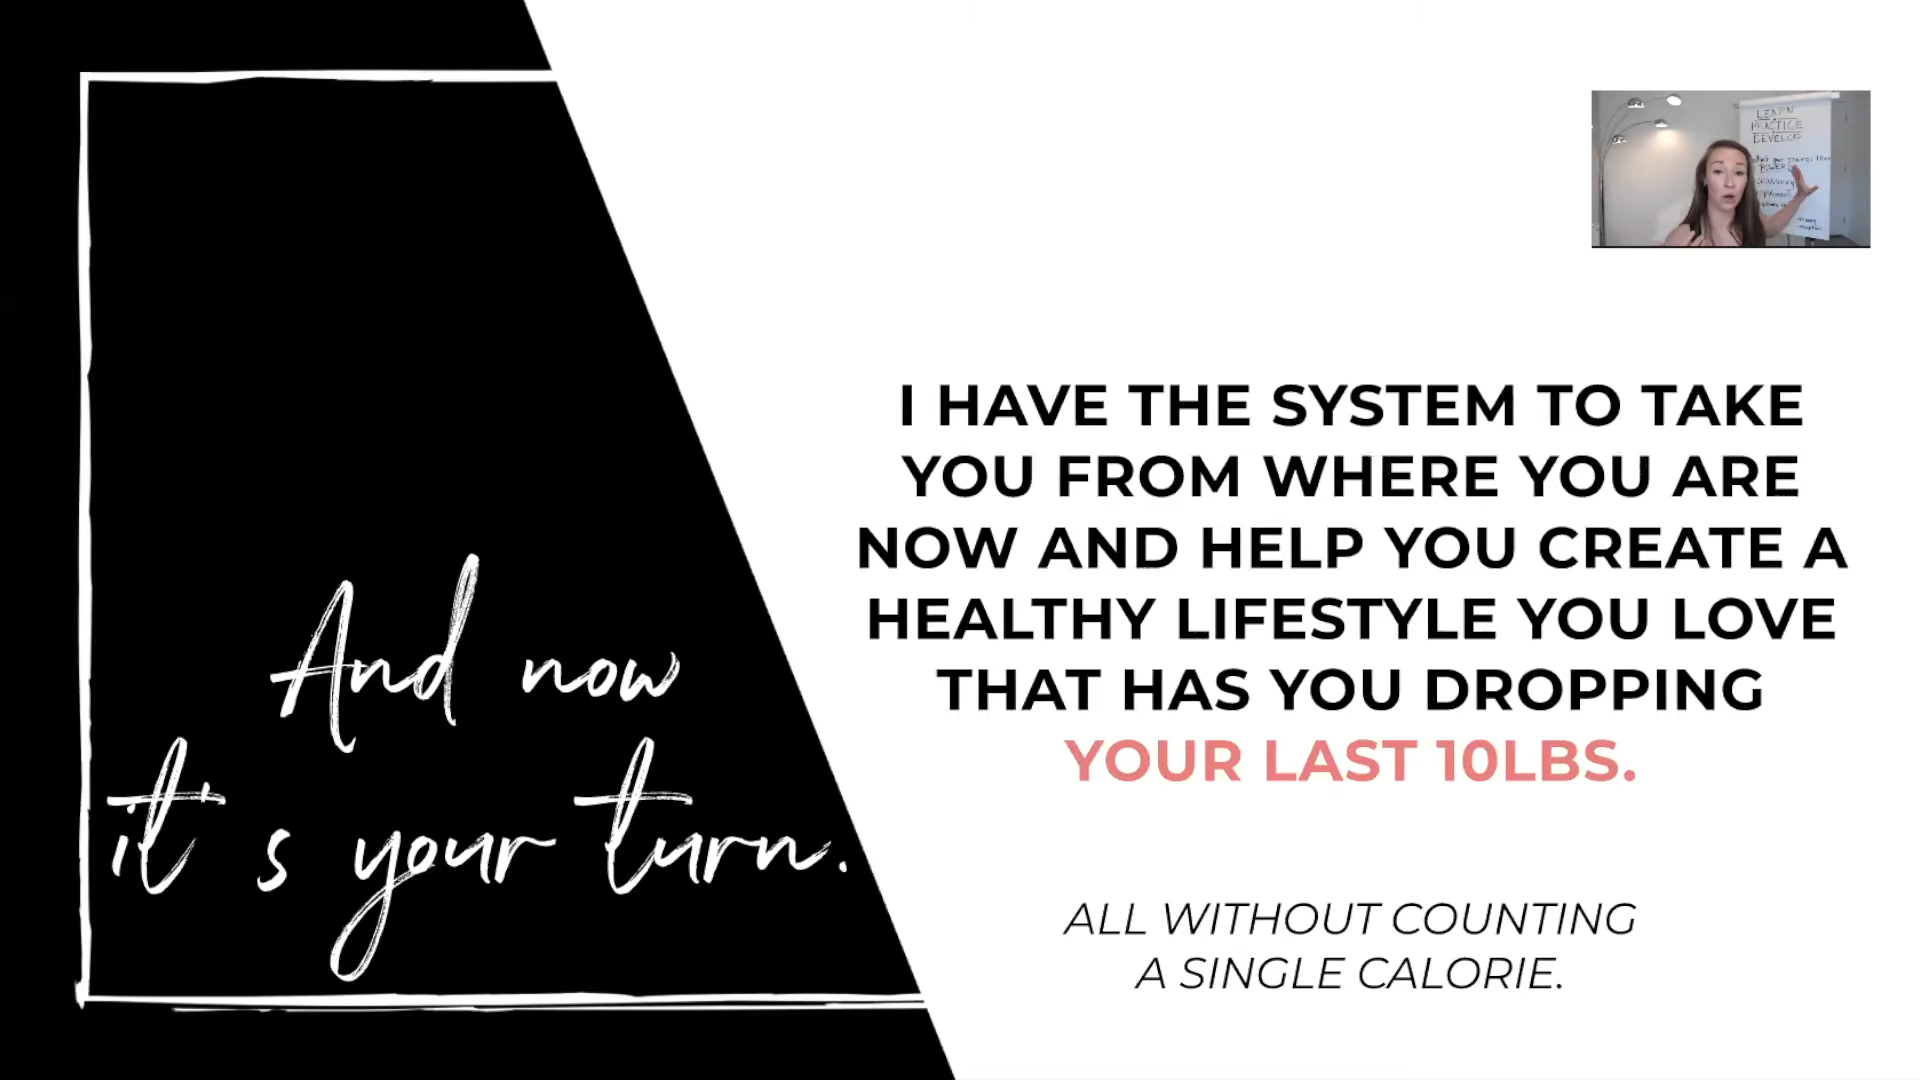 And now
it's your turn.
I HAVE THE SYSTEM TO TAKE
YOU FROM WHERE YOU ARE
NOW AND HELP YOU CREATE A
HEALTHY LIFESTYLE YOU LOVE
THAT HAS YOU DROPPING
YOUR LAST 10LBS.
ALL WITHOUT COUNTING
A SINGLE CALORIE.
LEARN
PRACTICE
DEVELOP